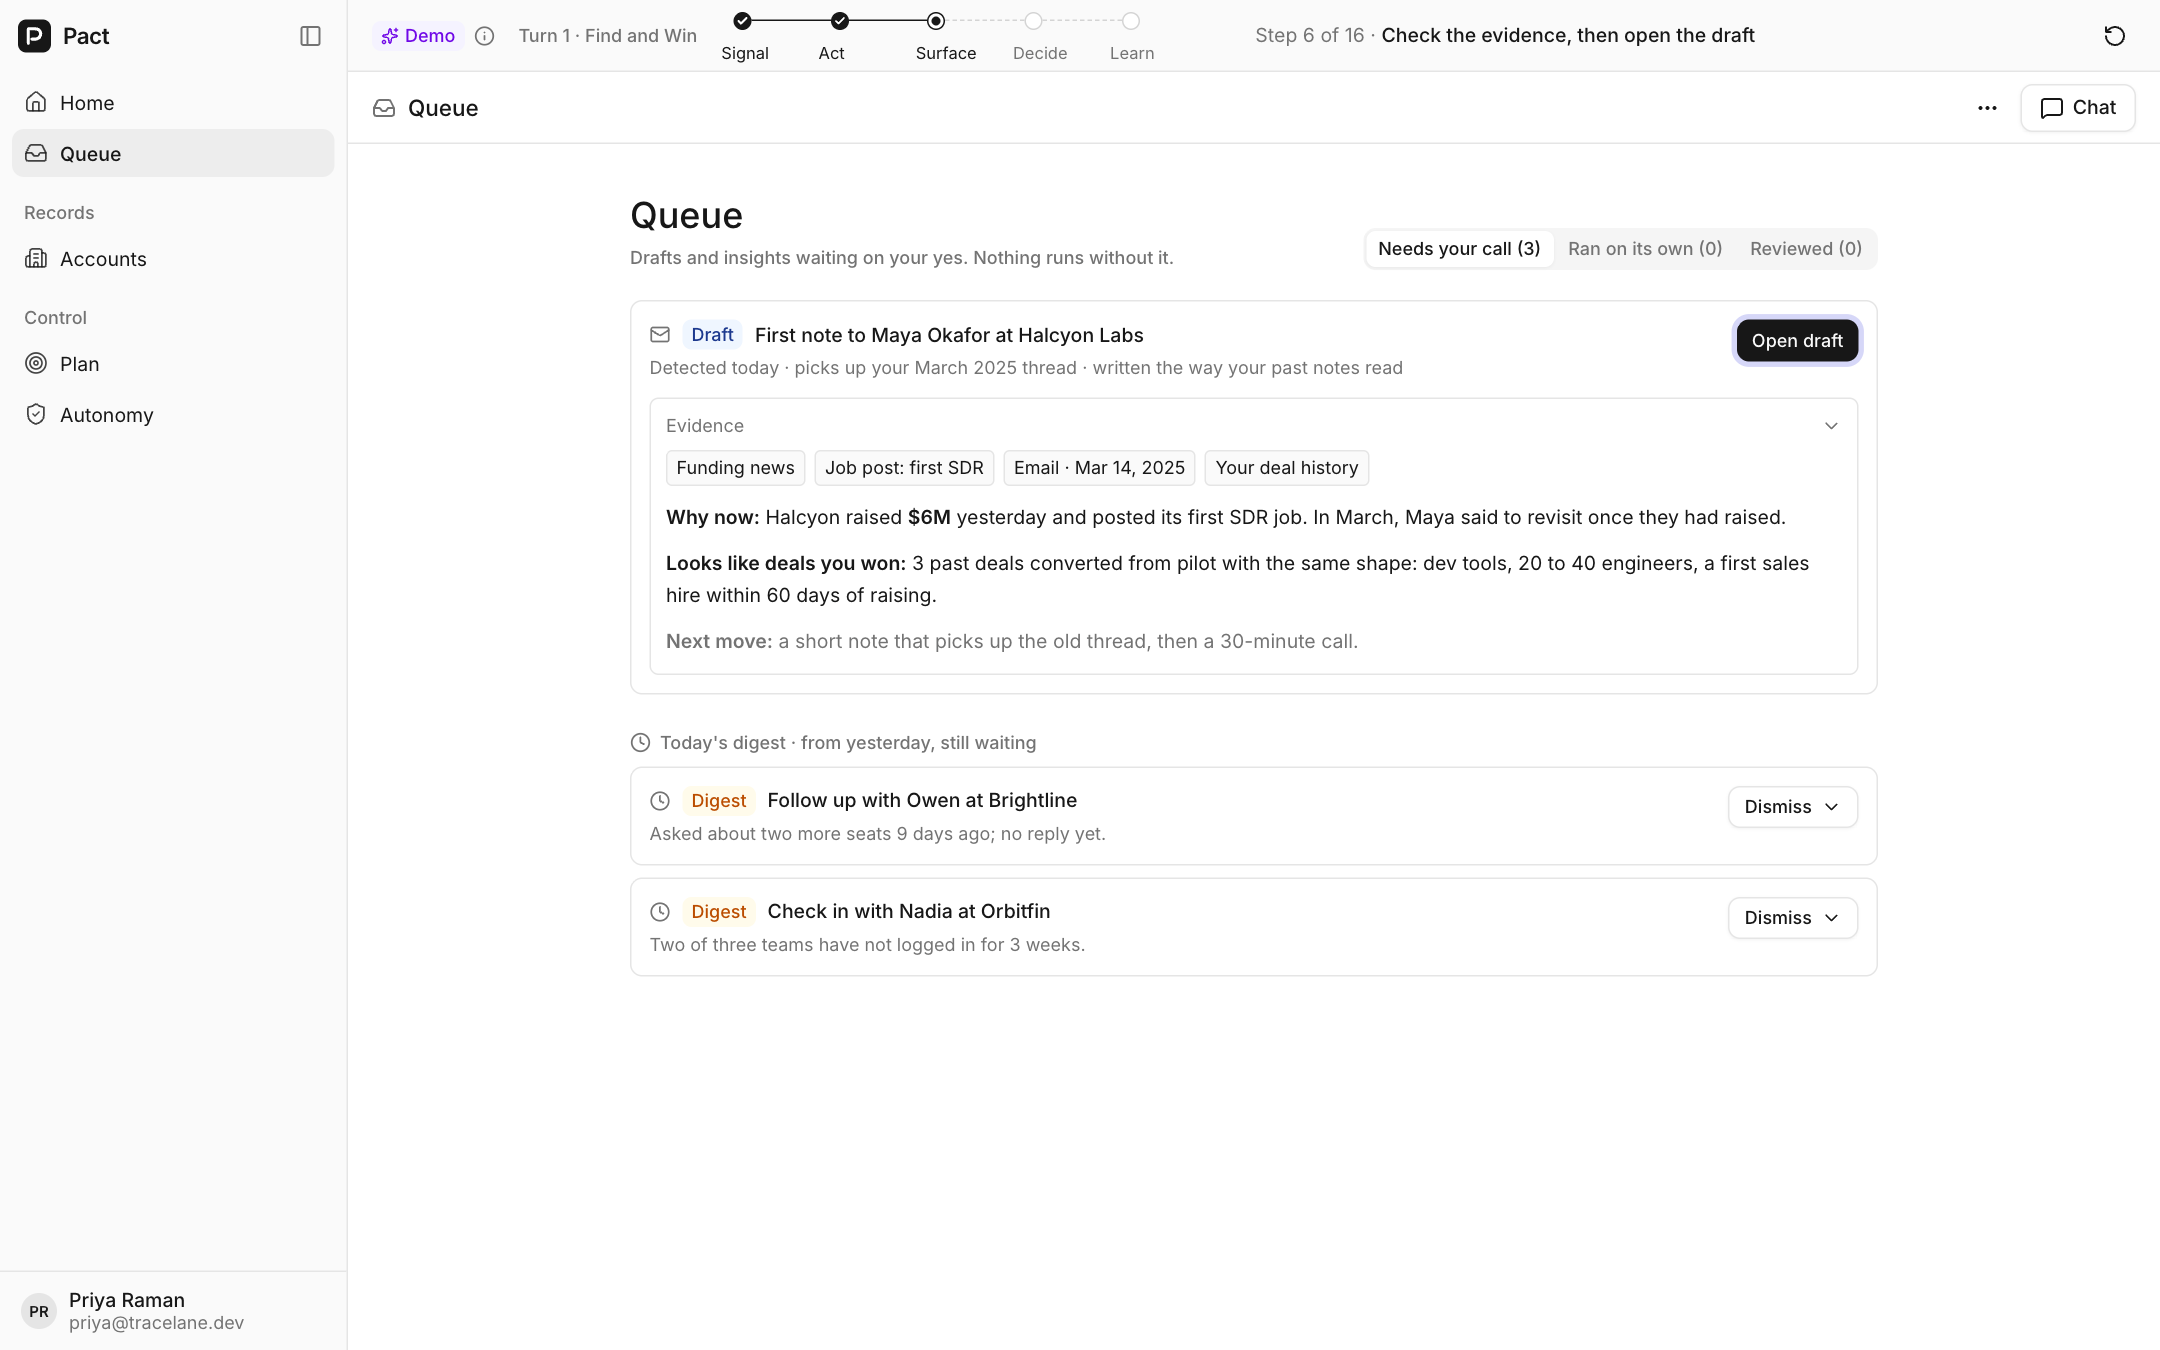 Pact
Home
Queue
Records
Accounts
Control
Plan
Autonomy
PR
Priya Raman
priya@tracelane.dev
Demo
Turn 1 · Find and Win
Signal
Act
Surface
Decide
Learn
Step 6 of 16 · Check the evidence, then open the draft
Queue
Chat
Queue
Drafts and insights waiting on your yes. Nothing runs without it.
Needs your call (3)
Ran on its own (0)
Reviewed (0)
Draft
First note to Maya Okafor at Halcyon Labs
Open draft
Detected today · picks up your March 2025 thread · written the way your past notes read
Evidence
Funding news
Job post: first SDR
Email · Mar 14, 2025
Your deal history
Why now: Halcyon raised $6M yesterday and posted its first SDR job. In March, Maya said to revisit once they had raised.
Looks like deals you won: 3 past deals converted from pilot with the same shape: dev tools, 20 to 40 engineers, a first sales
hire within 60 days of raising.
Next move: a short note that picks up the old thread, then a 30-minute call.
Today's digest · from yesterday, still waiting
Digest
Follow up with Owen at Brightline
Dismiss
Asked about two more seats 9 days ago; no reply yet.
Digest
Check in with Nadia at Orbitfin
Dismiss
Two of three teams have not logged in for 3 weeks.